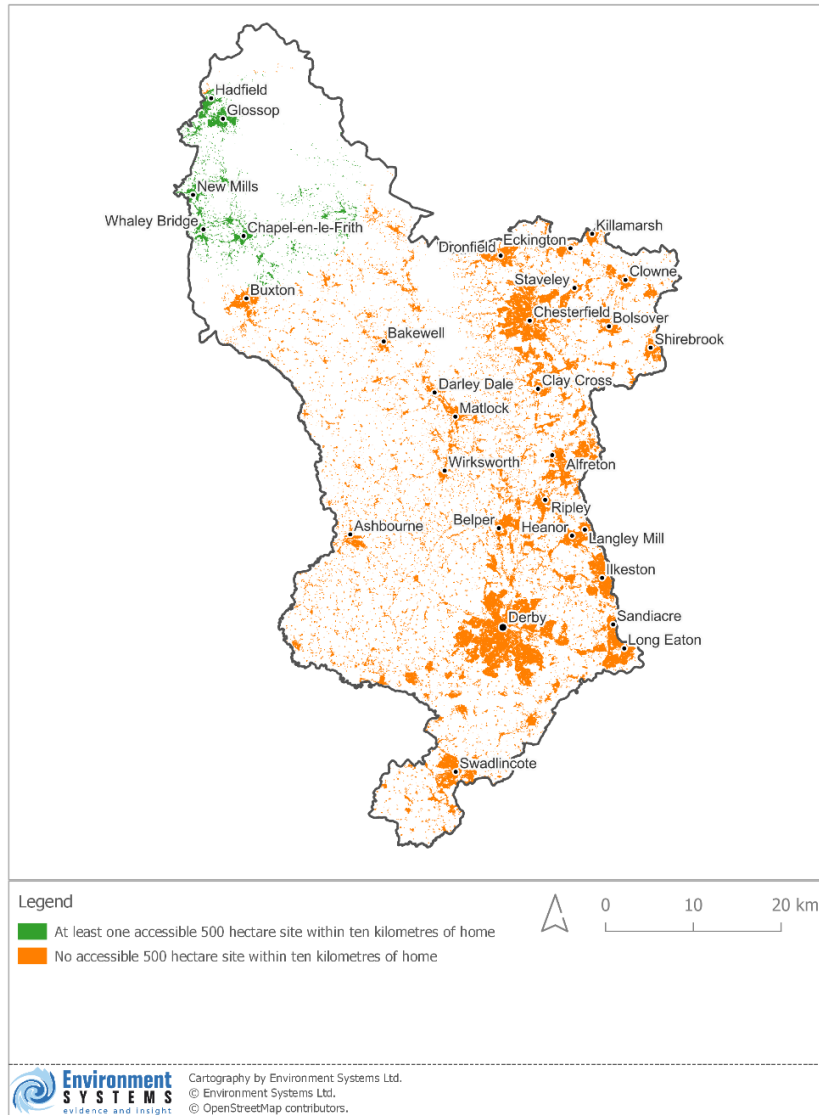 Hadfield
Glossop
New Mills
Whaley Bridge
Chapel-en-le-Frith
Killamarsh
Dronfield
Eckington
Staveley
Clowne
Buxton
Chesterfield
Bolsover
Bakewell
Shirebrook
Darley Dale
Clay Cross
Matlock
Wirksworth
Alfreton
Ripley
Ashbourne
Belper
Heanor
Langley Mill
Ilkeston
Derby
Sandiacre
Long Eaton
Swadlincote
Legend
At least one accessible 500 hectare site within ten kilometres of home
No accessible 500 hectare site within ten kilometres of home
0 10 20 km
Environment
SYSTEMS
evidence and insight
Cartography by Environment Systems Ltd.
© Environment Systems Ltd.
© OpenStreetMap contributors.